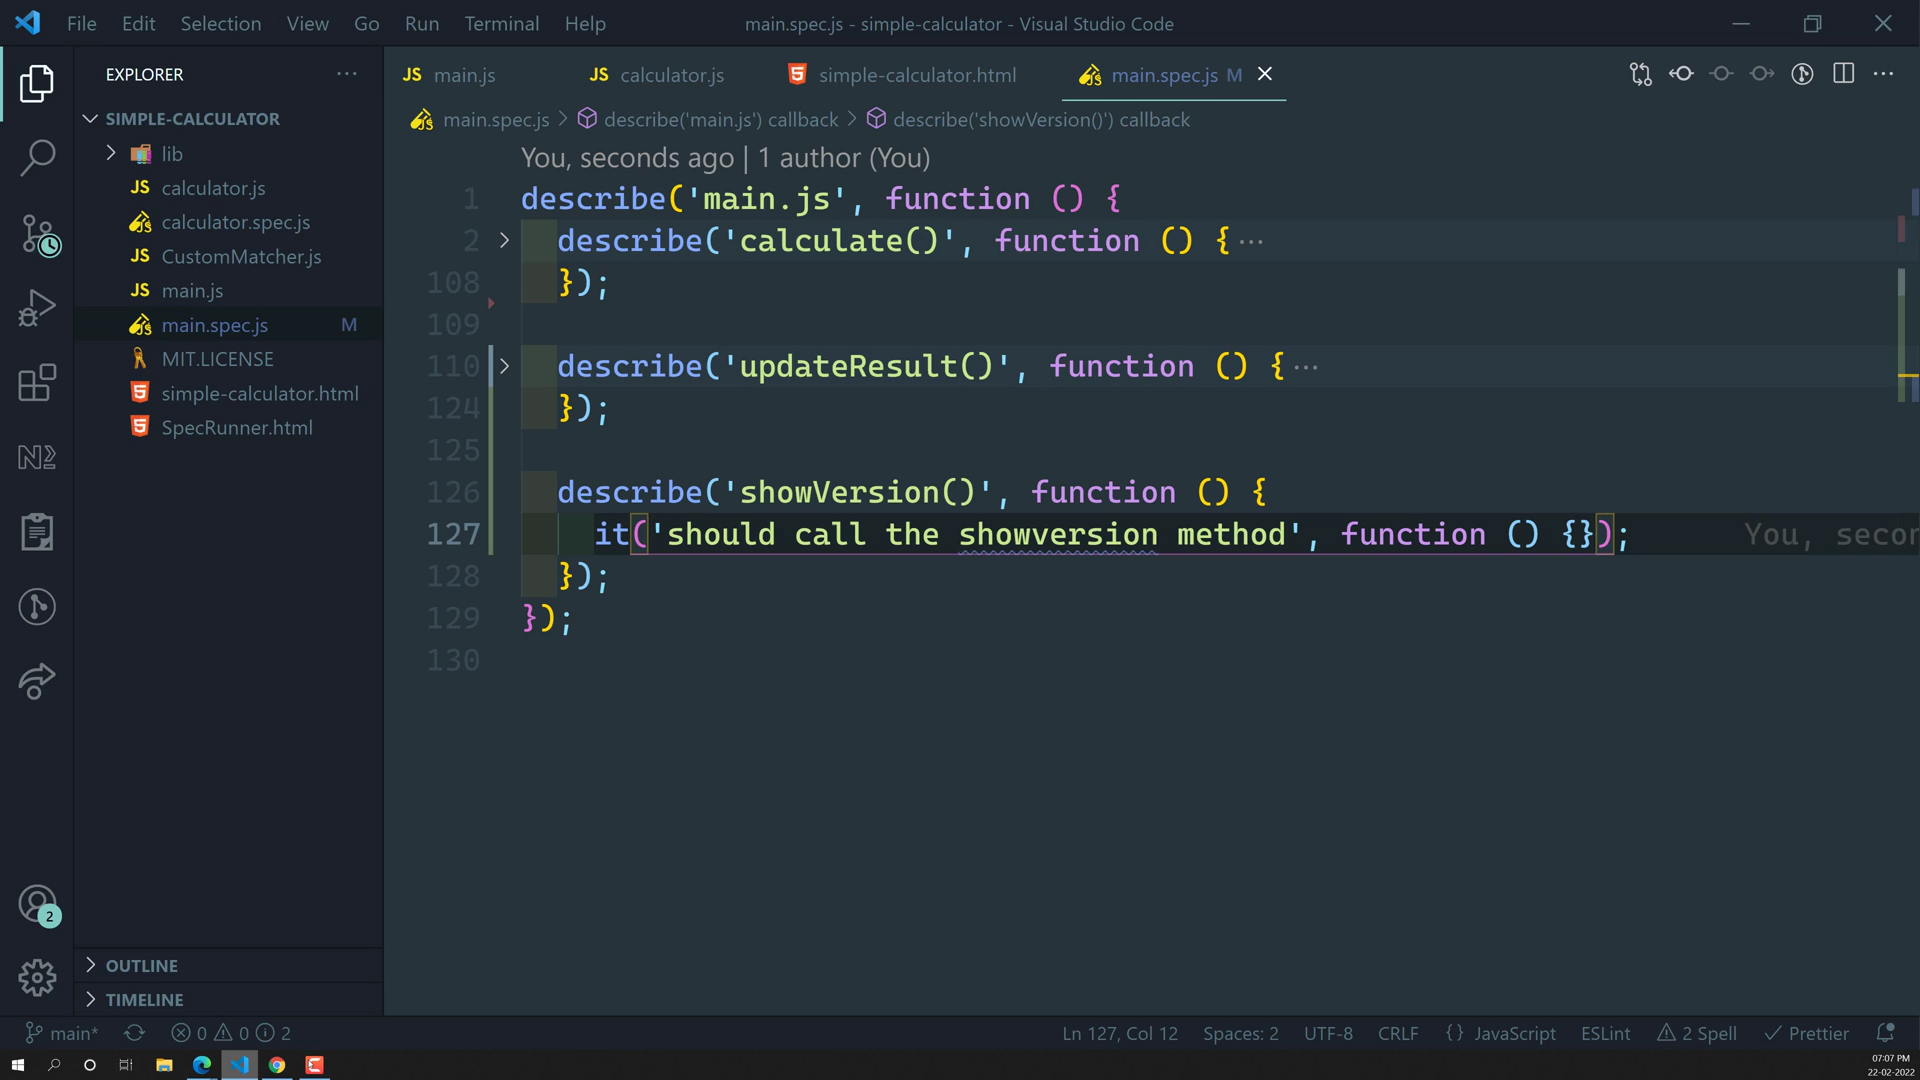 File Edit Selection View Go Run Terminal Help
main.spec.js - simple-calculator - Visual Studio Code
EXPLORER
SIMPLE-CALCULATOR
lib
JS calculator.js
calculator.spec.js
JS CustomMatcher.js
JS main.js
main.spec.js M
MIT.LICENSE
simple-calculator.html
SpecRunner.html
OUTLINE
TIMELINE
JS main.js
JS calculator.js
simple-calculator.html
main.spec.js M
main.spec.js > describe('main.js') callback > describe('showVersion()') callback
You, seconds ago | 1 author (You)
1 describe('main.js', function () {
2 describe('calculate()', function () {···
108 });
109
110 describe('updateResult()', function () {···
124 });
125
126 describe('showVersion()', function () {
127 it('should call the showversion method', function () {}); You, secon
128 });
129 });
130
2
main* 0 0 2
Ln 127, Col 12 Spaces: 2 UTF-8 CRLF {} JavaScript ESLint 2 Spell Prettier
07:07 PM
22-02-2022